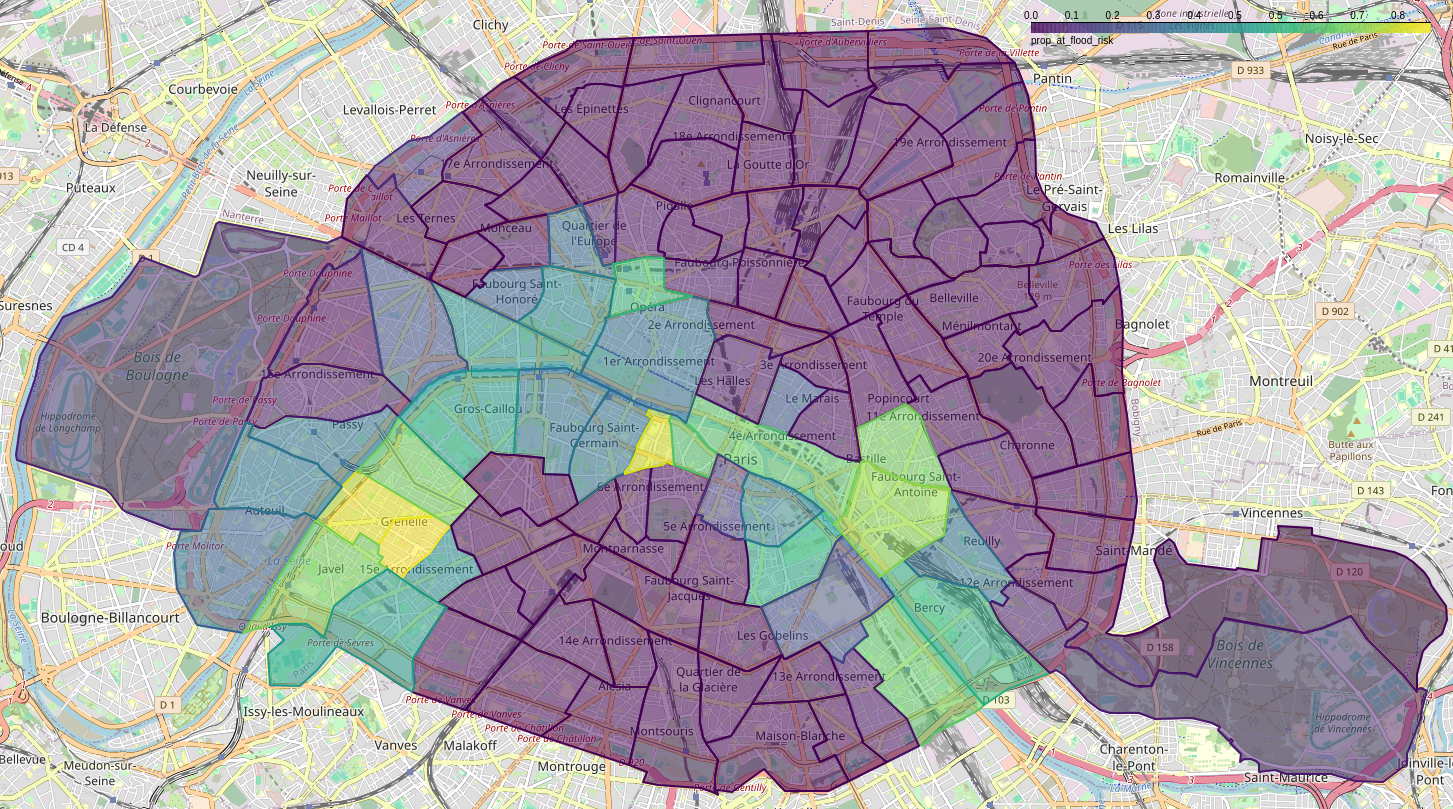 Clichy
Saint-Denis
Seine-Saint-Denis
0.0 0.1 0.2 0.3 0.4 0.5 0.5 0.6 0.7 0.8
prop_at_flood_risk
Rue de Paris
Porte d'Aubervilliers
Porte de Clichy
Courbevoie
Levallois-Perret
Porte d'Asnières
Les Épinettes
Clignancourt
Pantin
D 933
Porte de Pantin
La Défense
Porte d'Asnières
18e Arrondissement
19e Arrondissement
Noisy-le-Sec
17e Arrondissement
La Goutte d'Or
Puteaux
Neuilly-sur-
Seine
Porte de Pantin
Romainville
Le Pré-Saint-
Gervais
Nanterre
Porte Maillot
Les Ternes
Monceau
Pigalle
Quartier de
l'Europe
Les Lilas
CD 4
D 1
Faubourg Poissonnière
Porte des Lilas
Suresnes
Porte Dauphine
Faubourg Saint-
Honoré
Opéra
Faubourg du
Temple
Belleville
Belleville
D 902
Porte Dauphine
2e Arrondissement
Ménilmontant
Bagnolet
Bois de
Boulogne
1er Arrondissement
3e Arrondissement
20e Arrondissement
16e Arrondissement
Les Halles
Porte de Bagnolet
Montreuil
Porte de Passy
Gros-Caillou
Le Marais
Popincourt
11e Arrondissement
Bobigny
D 241
Hippodrome
de Longchamp
Passy
Faubourg Saint-
Germain
4e Arrondissement
Paris
Bastille
Charonne
Rue de Paris
Butte aux
Papillons
Faubourg Saint-
Antoine
6e Arrondissement
D 143
Auteuil
Grenelle
5e Arrondissement
Vincennes
Porte Molitor
La Seine
Javel
15e Arrondissement
Montparnasse
Reuilly
Saint-Mandé
Faubourg Saint-
Jacques
12e Arrondissement
D 120
Boulogne-Billancourt
Porte de Sèvres
14e Arrondissement
Les Gobelins
Bercy
D 158
Bois de
Vincennes
Quartier de
la Glacière
13e Arrondissement
Alésia
D 1
Issy-les-Moulineaux
Porte de Vanves
Porte de Vanves
D 103
Hippodrome
de Vincennes
Montsouris
Maison-Blanche
Porte de Châtillon
Porte de Châtillon
Vanves
Malakoff
Charenton-
le-Pont
Bellevue
Meudon-sur-
Seine
Montrouge
Saint-Maurice
Joinville-le-
Pont
Porte de Gentilly
La Marne